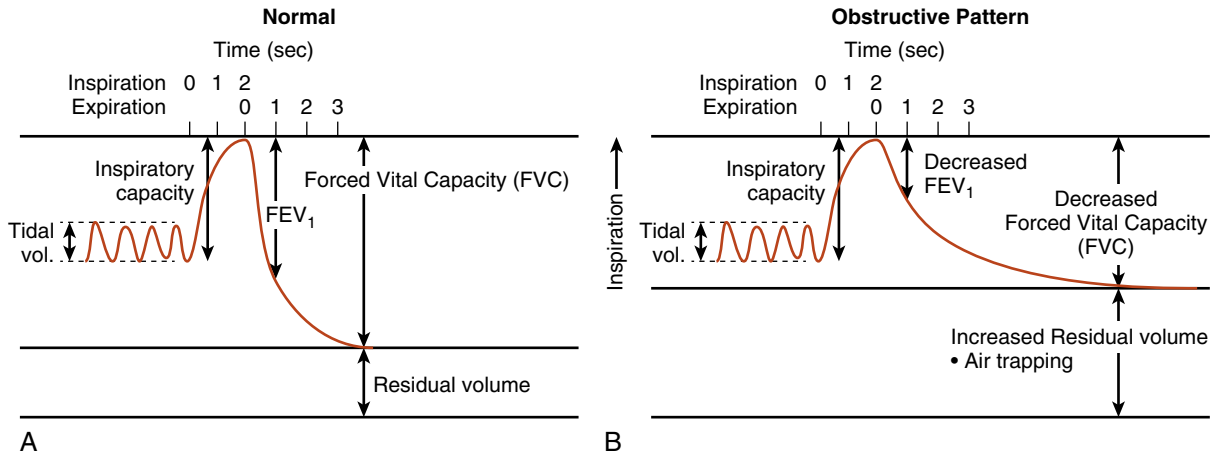 Normal
Time (sec)
Inspiration 0 1 2
Expiration 0 1 2 3
Inspiratory
capacity
Forced Vital Capacity (FVC)
FEV1
Tidal
vol.
Residual volume
A
Obstructive Pattern
Time (sec)
Inspiration 0 1 2
Expiration 0 1 2 3
Inspiration
Inspiratory
capacity
Decreased
FEV1
Decreased
Forced Vital Capacity
(FVC)
Tidal
vol.
Increased Residual volume
• Air trapping
B